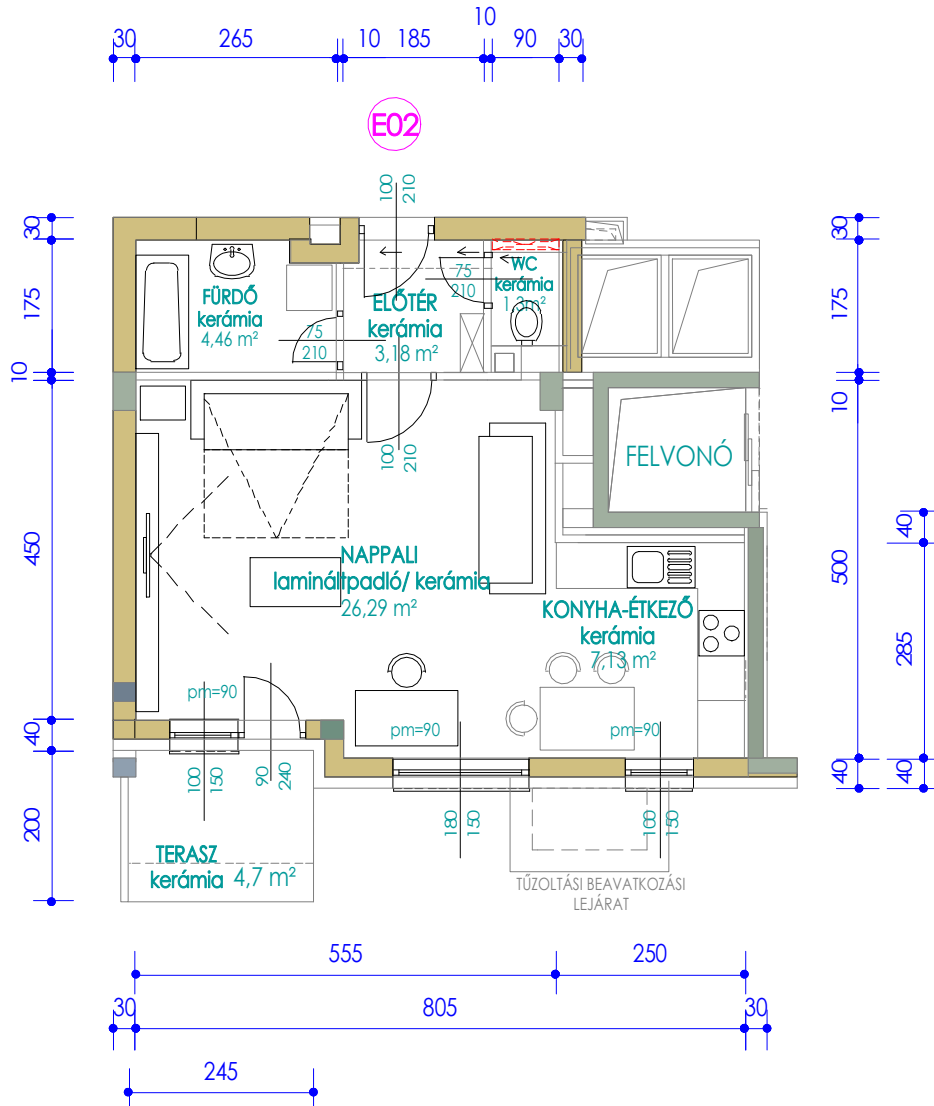 10
30
265
10
185
90
30
E02
100
210
30
175
10
450
40
200
FÜRDŐ
kerámia
4,46 m²
75
210
ELŐTÉR
kerámia
3,18 m²
75
210
WC
kerámia
1,3m²
100
210
FELVONÓ
30
175
10
500
40
40
285
40
NAPPALI
lamináltpadló/ kerámia
26,29 m²
KONYHA-ÉTKEZŐ
kerámia
7,13 m²
pm=90
pm=90
pm=90
100
150
90
240
180
150
100
150
TERASZ
kerámia 4,7 m²
TŰZOLTÁSI BEAVATKOZÁSI
LEJÁRAT
555
250
30
805
30
245